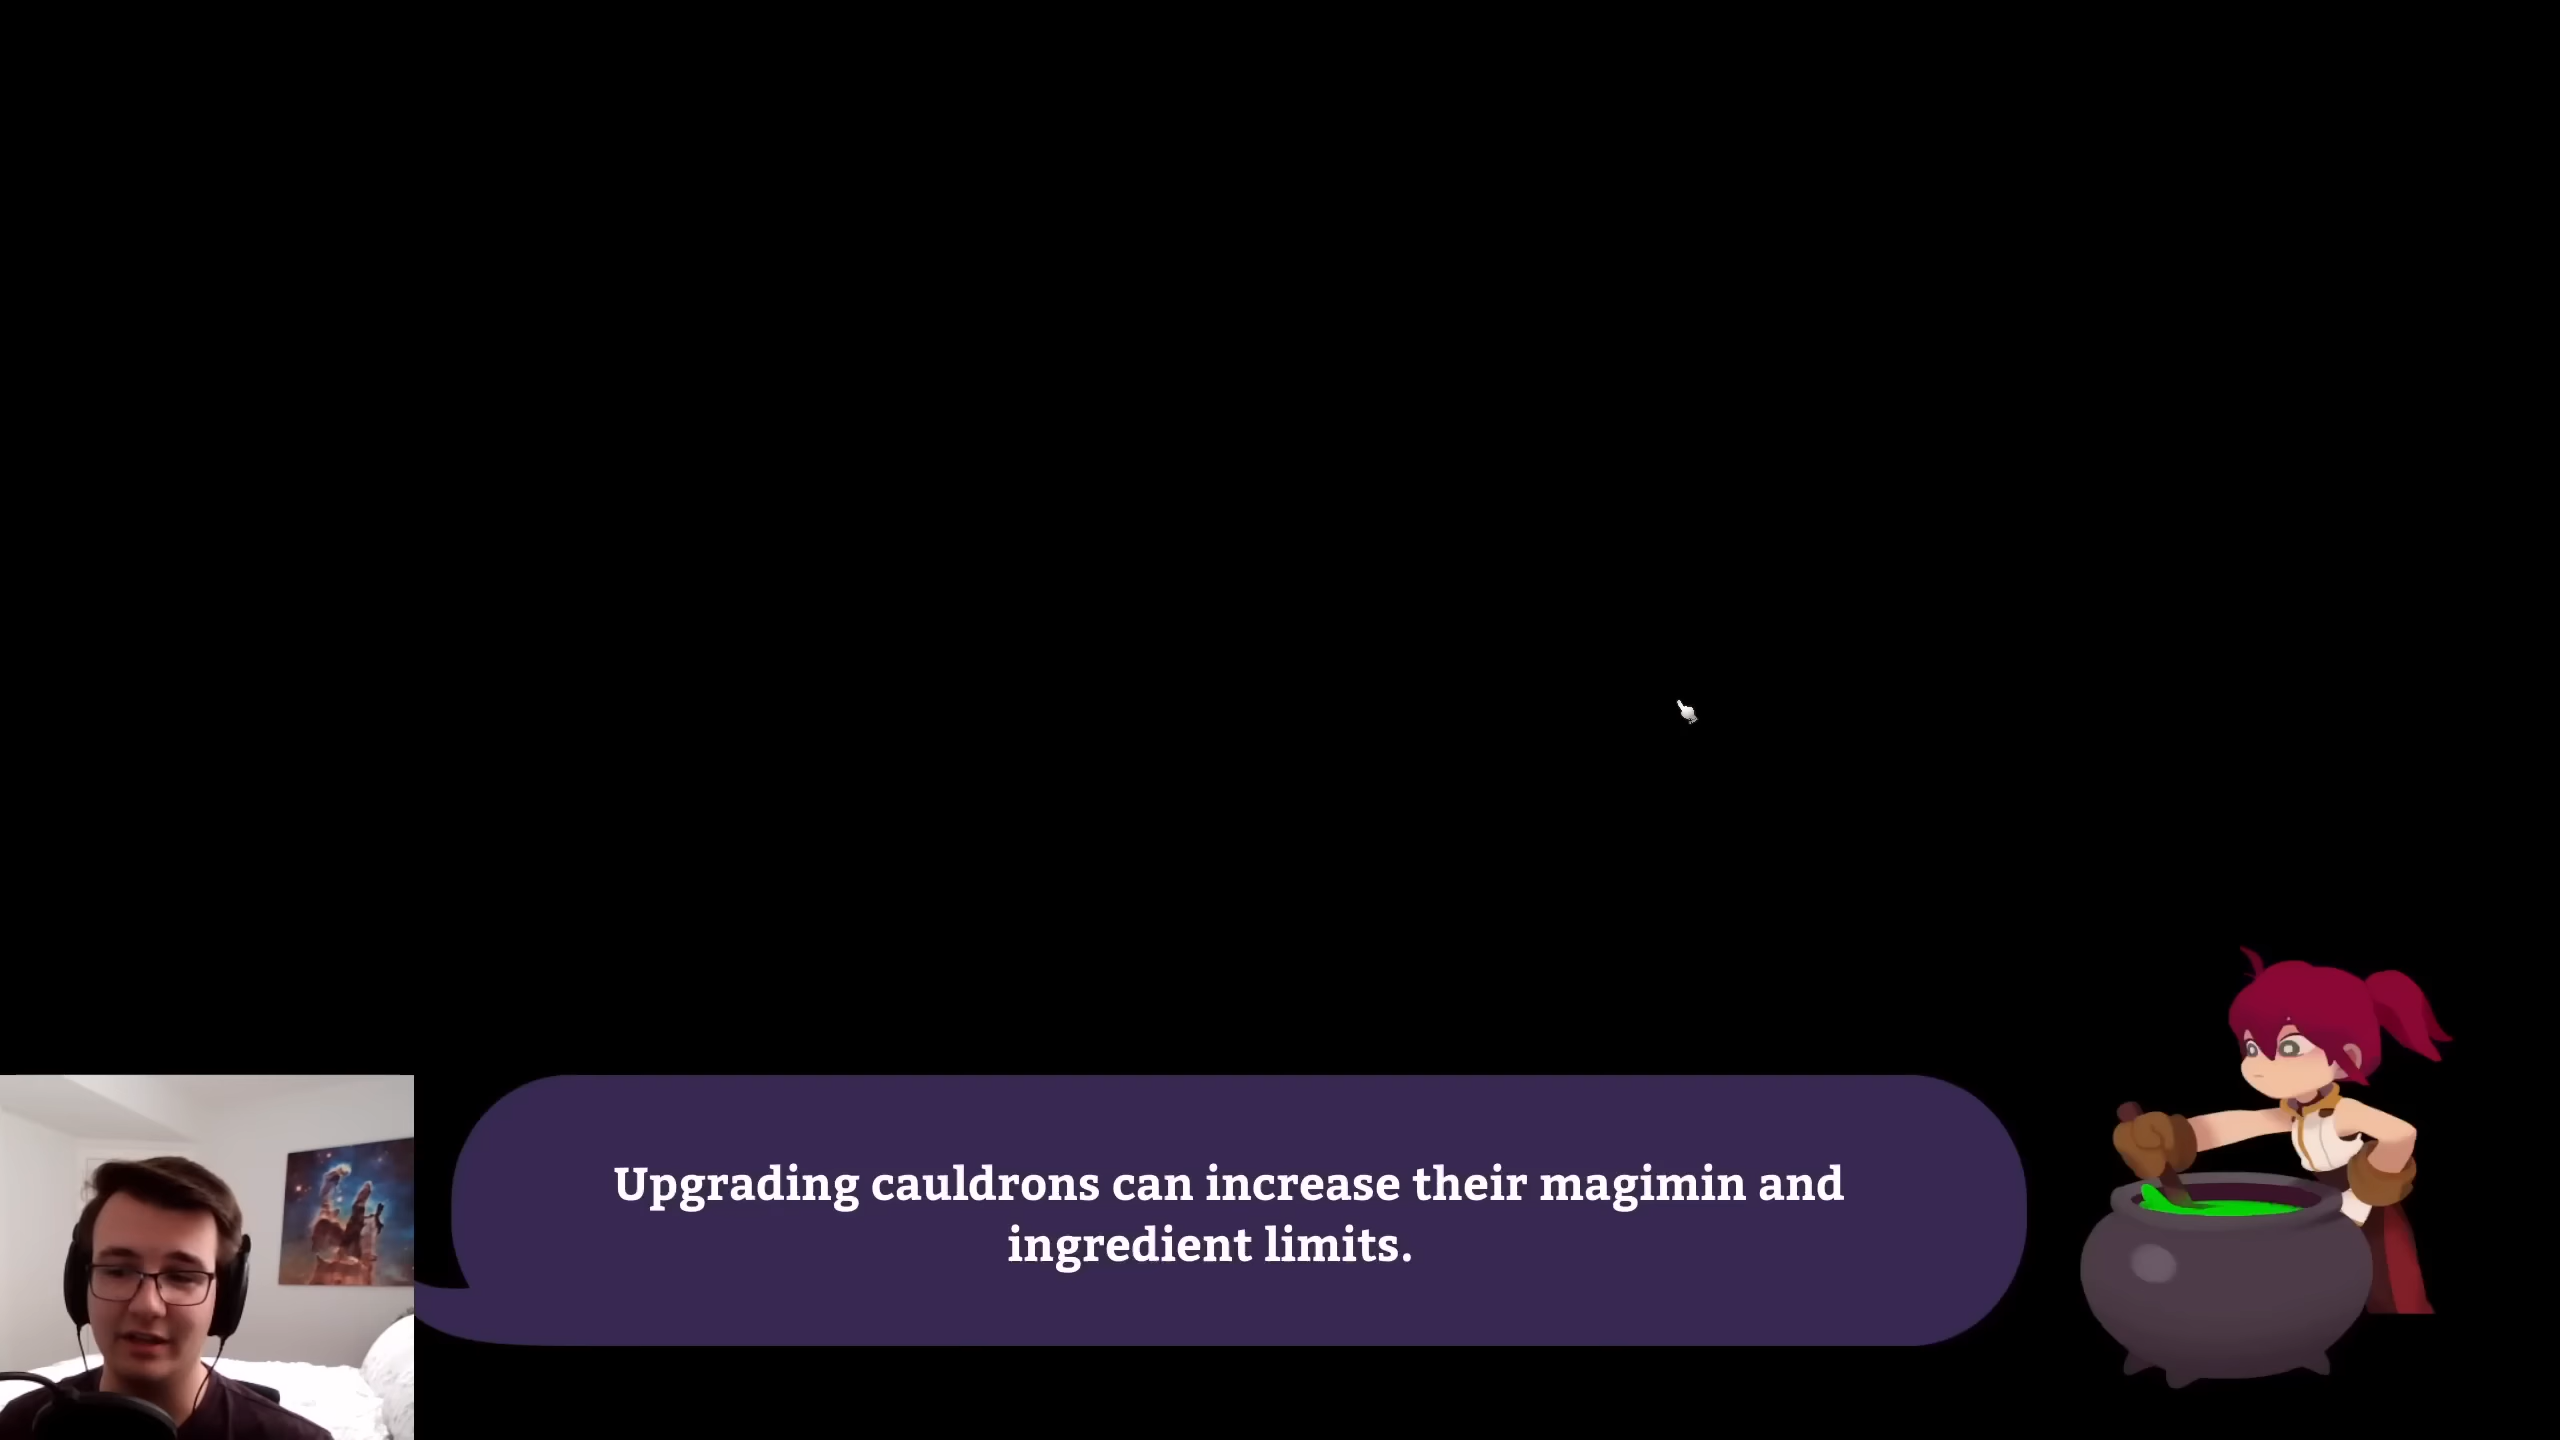 Upgrading cauldrons can increase their magimin and
ingredient limits.